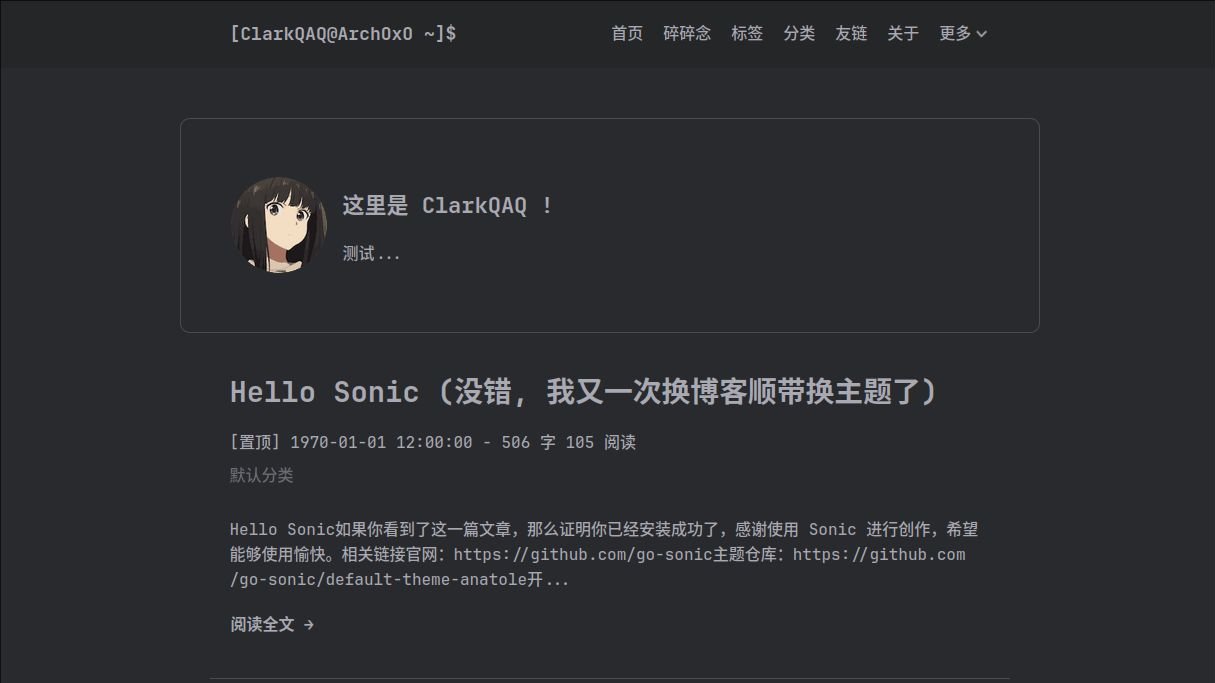 [ClarkQAQ@ArchOxO ~]$
首页 碎碎念 标签 分类 友链 关于 更多
这里是 ClarkQAQ !
测试...
Hello Sonic (没错, 我又一次换博客顺带换主题了)
[置顶] 1970-01-01 12:00:00 - 506 字 105 阅读
默认分类
Hello Sonic如果你看到了这一篇文章，那么证明你已经安装成功了，感谢使用 Sonic 进行创作，希望
能够使用愉快。相关链接官网：https://github.com/go-sonic主题仓库：https://github.com
/go-sonic/default-theme-anatole开...
阅读全文 →